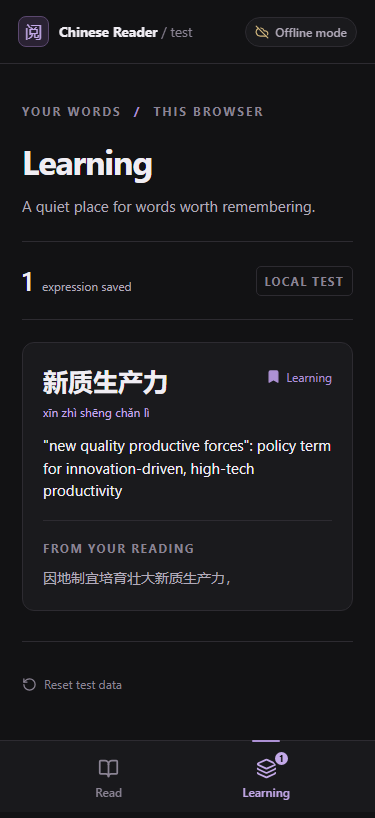 阅 Chinese Reader / test Offline mode
YOUR WORDS / THIS BROWSER
Learning
A quiet place for words worth remembering.
1 expression saved LOCAL TEST
新质生产力 Learning
xīn zhì shēng chǎn lì
"new quality productive forces": policy term
for innovation-driven, high-tech
productivity
FROM YOUR READING
因地制宜培育壮大新质生产力，
Reset test data
1
Read Learning